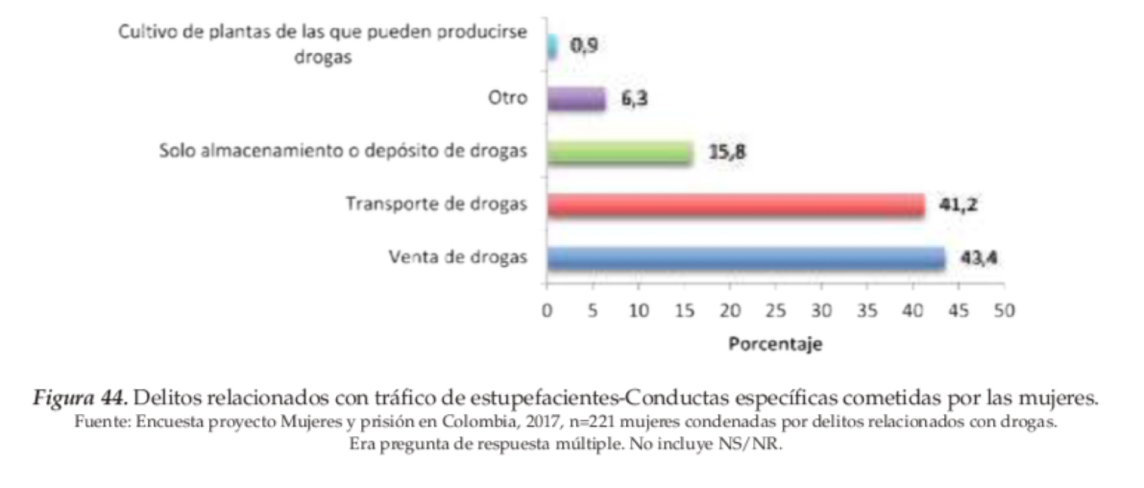 Cultivo de plantas de las que pueden producirse
drogas
0,9
Otro
6,3
Solo almacenamiento o depósito de drogas
15,8
Transporte de drogas
41,2
Venta de drogas
43,4
0 5 10 15 20 25 30 35 40 45 50
Porcentaje
Figura 44. Delitos relacionados con tráfico de estupefacientes-Conductas específicas cometidas por las mujeres.
Fuente: Encuesta proyecto Mujeres y prisión en Colombia, 2017, n=221 mujeres condenadas por delitos relacionados con drogas.
Era pregunta de respuesta múltiple. No incluye NS/NR.